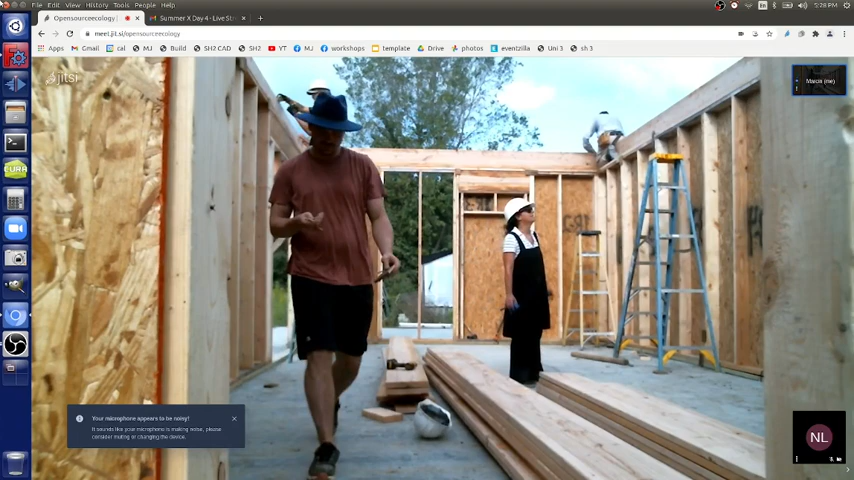 File Edit View History Tools People Help
En
5:28 PM
Opensourceecology
Summer X Day 4 - Live St
meet.jit.si/opensourceecology
Apps Gmail cal MJ Build SH2 CAD SH2 YT MJ workshops template Drive photos eventzilla Uni 3 sh 3
jitsi
Marcin (me)
CURA
Your microphone appears to be noisy!
It sounds like your microphone is making noise, please
consider muting or changing the device.
NL